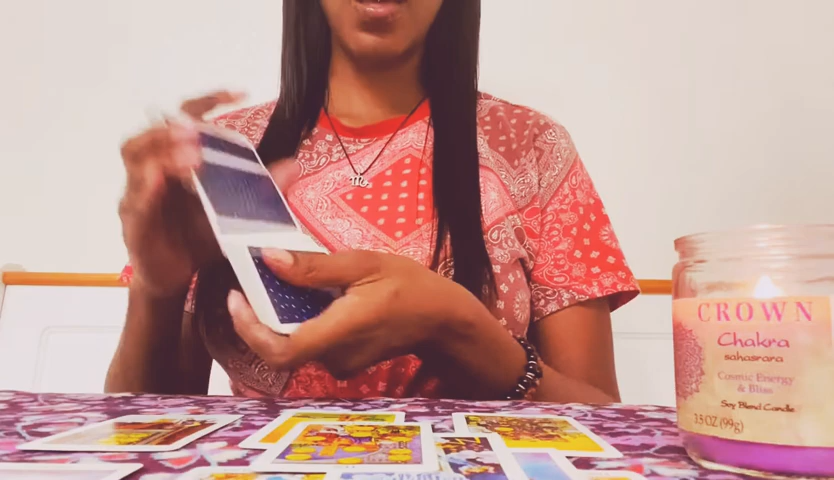 CROWN
Chakra
sahasrara
Cosmic Energy
& Bliss
Soy Blend Candle
3.5 OZ (99g)